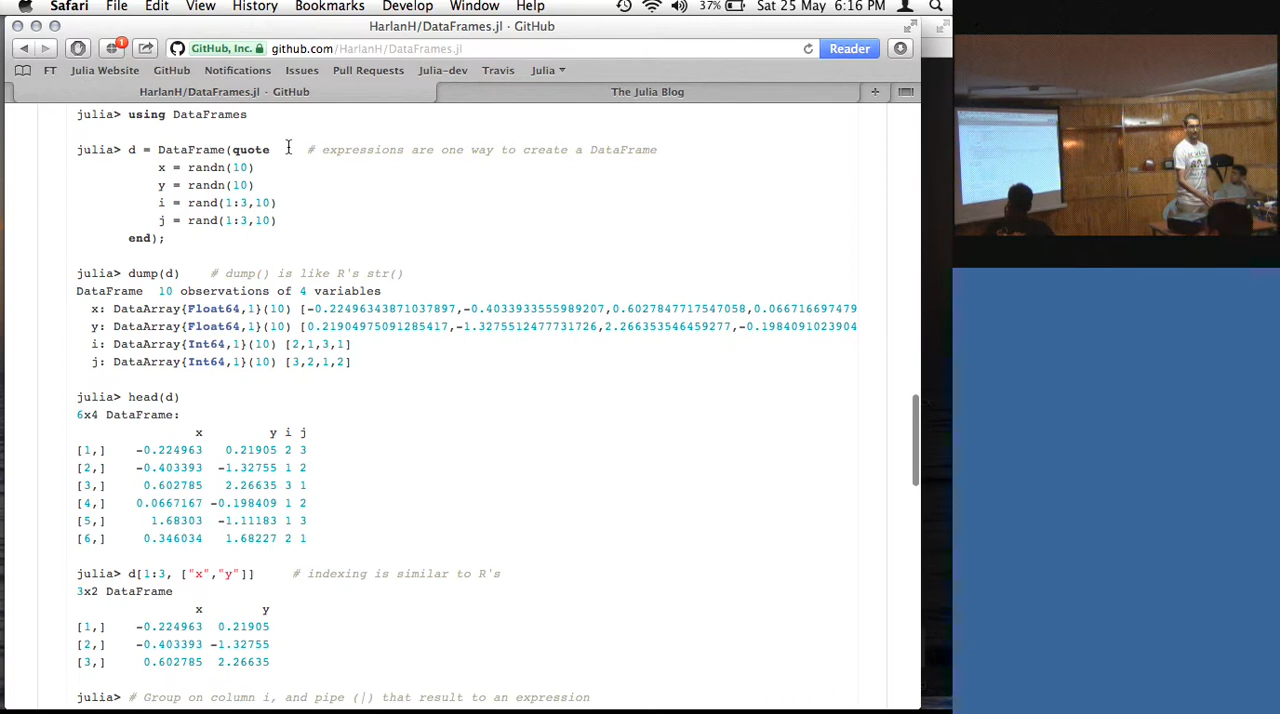 Safari File Edit View History Bookmarks Develop Window Help 37% Sat 25 May 6:16 PM
HarlanH/DataFrames.jl · GitHub
1 GitHub, Inc. github.com/HarlanH/DataFrames.jl Reader
FT Julia Website GitHub Notifications Issues Pull Requests Julia-dev Travis Julia
HarlanH/DataFrames.jl · GitHub The Julia Blog +
julia> using DataFrames
julia> d = DataFrame(quote # expressions are one way to create a DataFrame
x = randn(10)
y = randn(10)
i = rand(1:3,10)
j = rand(1:3,10)
end);
julia> dump(d) # dump() is like R's str()
DataFrame 10 observations of 4 variables
x: DataArray{Float64,1}(10) [-0.22496343871037897,-0.4033933555989207,0.6027847717547058,0.066716697479
y: DataArray{Float64,1}(10) [0.21904975091285417,-1.3275512477731726,2.266353546459277,-0.1984091023904
i: DataArray{Int64,1}(10) [2,1,3,1]
j: DataArray{Int64,1}(10) [3,2,1,2]
julia> head(d)
6x4 DataFrame:
x y i j
[1,] -0.224963 0.21905 2 3
[2,] -0.403393 -1.32755 1 2
[3,] 0.602785 2.26635 3 1
[4,] 0.0667167 -0.198409 1 2
[5,] 1.68303 -1.11183 1 3
[6,] 0.346034 1.68227 2 1
julia> d[1:3, ["x","y"]] # indexing is similar to R's
3x2 DataFrame
x y
[1,] -0.224963 0.21905
[2,] -0.403393 -1.32755
[3,] 0.602785 2.26635
julia> # Group on column i, and pipe (|) that result to an expression